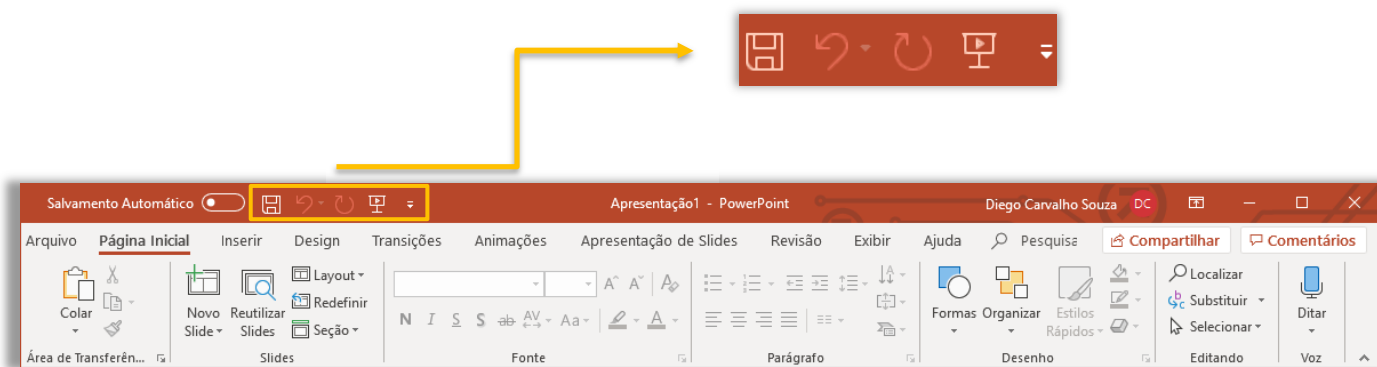 Salvamento Automático Apresentação1 - PowerPoint Diego Carvalho Souza DC
Arquivo Página Inicial Inserir Design Transições Animações Apresentação de Slides Revisão Exibir Ajuda Pesquisa Compartilhar Comentários
Colar
Novo Slide
Reutilizar Slides
Layout
Redefinir
Seção
N I S S ab AV Aa A
A A A
Formas
Organizar
Estilos Rápidos
Localizar
Substituir
Selecionar
Ditar
Área de Transferên... Slides Fonte Parágrafo Desenho Editando Voz